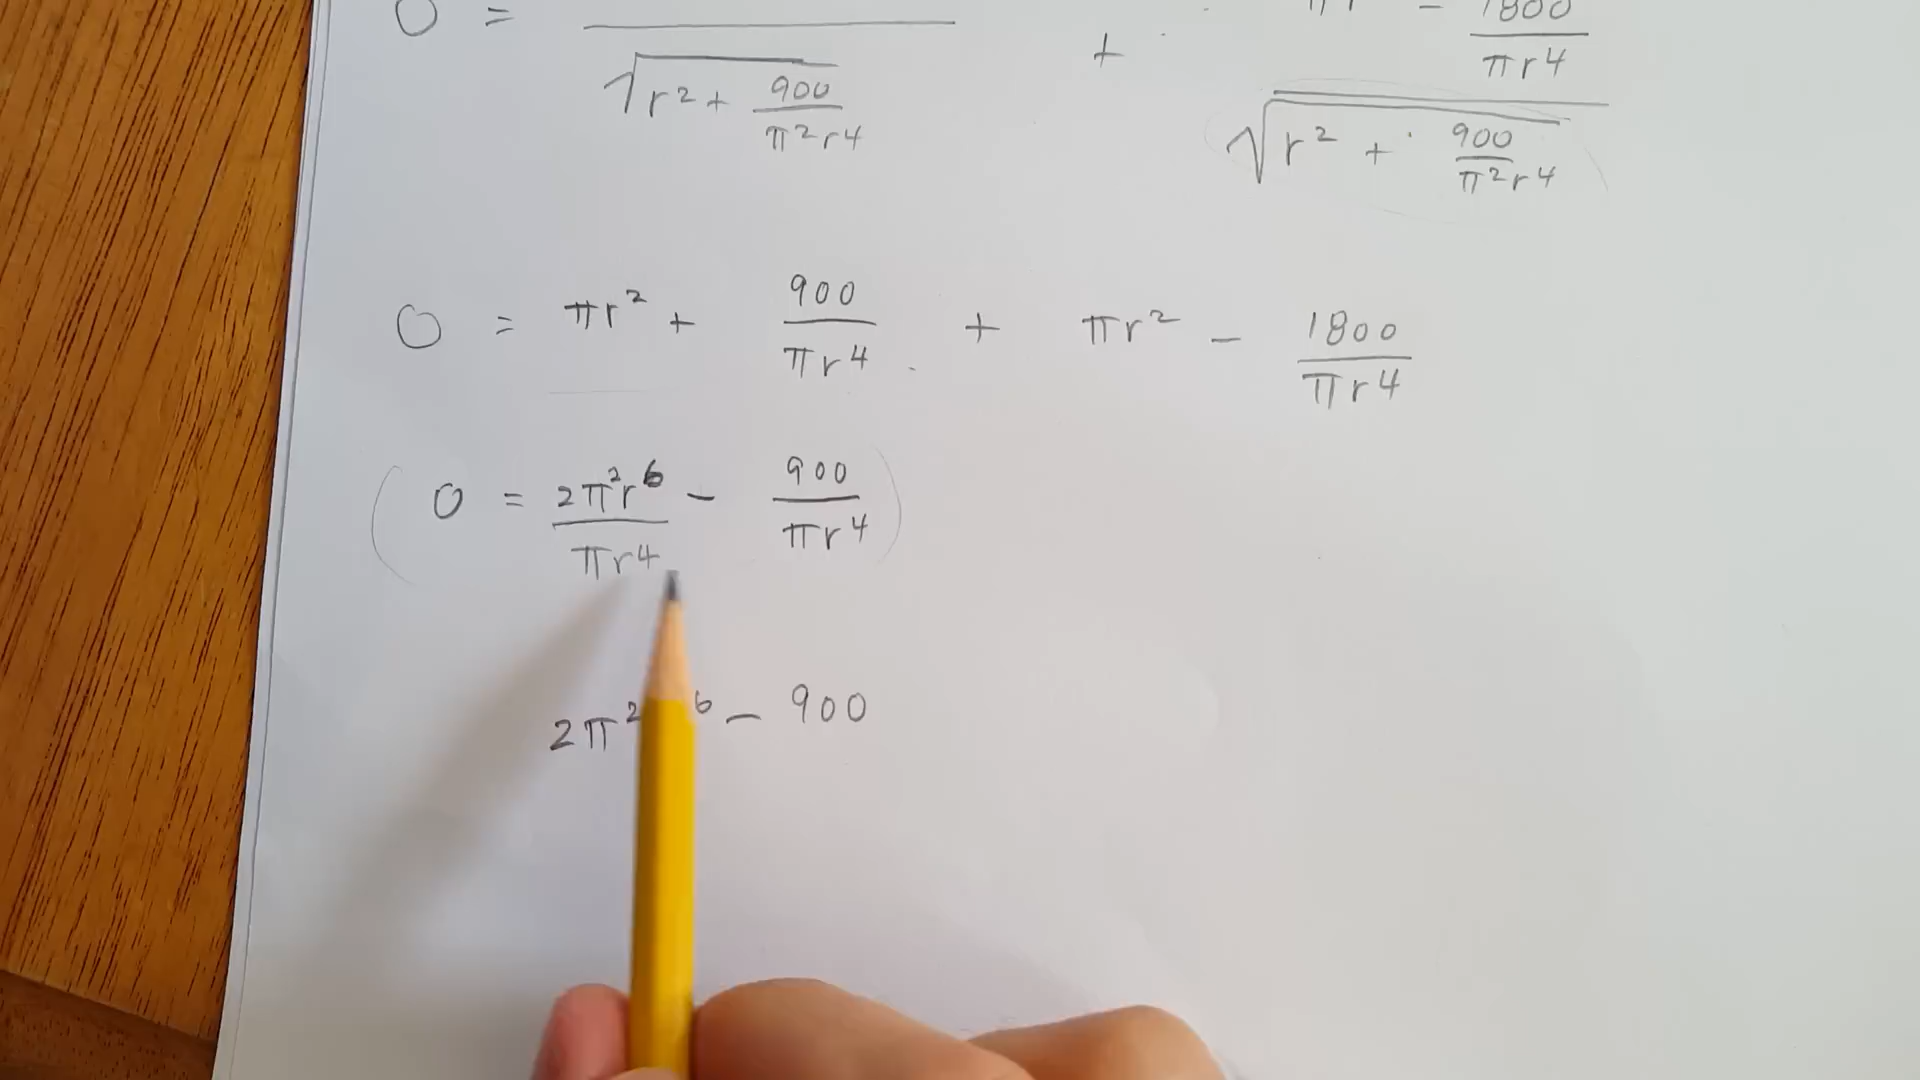 0 =
√r² + 900/π²r⁴ + - 1800/πr⁴
√r² + 900/π²r⁴
0 = πr² + 900/πr⁴ + πr² - 1800/πr⁴
(0 = 2π²r⁶/πr⁴ - 900/πr⁴)
2π² ⁶ - 900